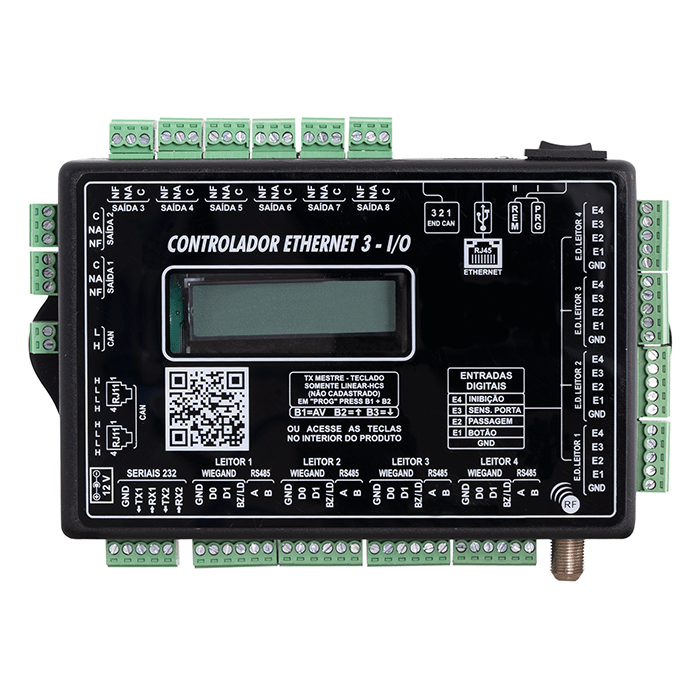 NF NA C
SAÍDA 3
NF NA C
SAÍDA 4
NF NA C
SAÍDA 5
NF NA C
SAÍDA 6
NF NA C
SAÍDA 7
NF NA C
SAÍDA 8
3 2 1
END CAN
REM
PRG
RJ45
ETHERNET
C
NA
NF
SAÍDA 2
C
NA
NF
SAÍDA 1
L
H
CAN
CONTROLADOR ETHERNET 3 - I/O
E4
E3
E2
E1
GND
E.D.LEITOR 4
E4
E3
E2
E1
GND
E.D.LEITOR 3
E4
E3
E2
E1
GND
E.D.LEITOR 2
E4
E3
E2
E1
GND
E.D.LEITOR 1
H L L H
4 RJ11 1
H L L H
4 RJ11 1
CAN
TX MESTRE - TECLADO
SOMENTE LINEAR-HCS
(NÃO CADASTRADO)
EM "PROG" PRESS B1 + B2
B1=AV B2=↑ B3=↓
OU ACESSE AS TECLAS
NO INTERIOR DO PRODUTO
ENTRADAS
DIGITAIS
E4 INIBIÇÃO
E3 SENS. PORTA
E2 PASSAGEM
E1 BOTÃO
GND
12 V
SERIAIS 232
GND TX1 RX1 TX2 RX2
LEITOR 1
WIEGAND RS485
GND D0 D1 BZ/LD A B
LEITOR 2
WIEGAND RS485
GND D0 D1 BZ/LD A B
LEITOR 3
WIEGAND RS485
GND D0 D1 BZ/LD A B
LEITOR 4
WIEGAND RS485
GND D0 D1 BZ/LD A B
RF